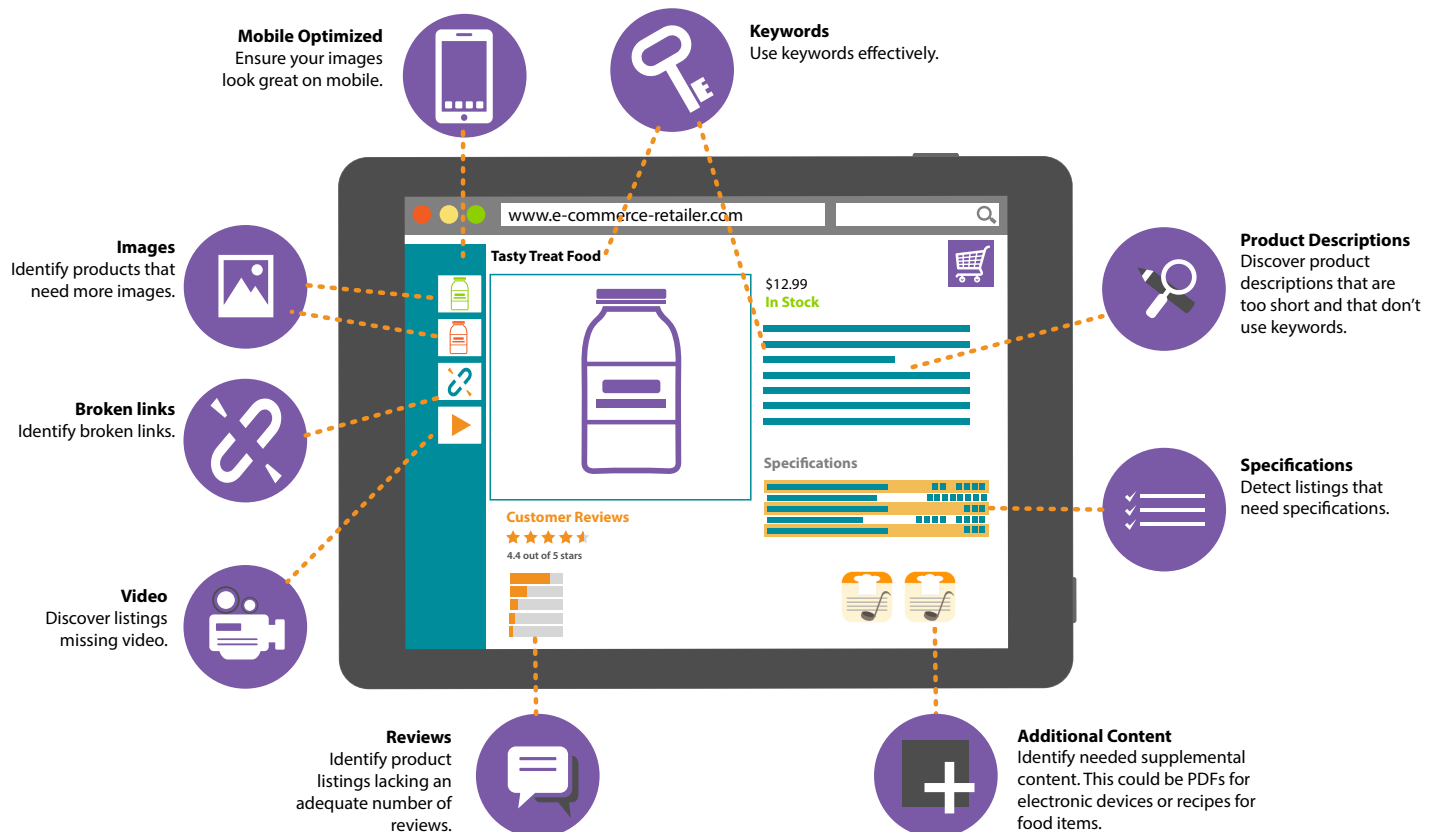 Mobile Optimized
Ensure your images
look great on mobile.
Keywords
Use keywords effectively.
www.e-commerce-retailer.com
Images
Identify products that
need more images.
Tasty Treat Food
$12.99
In Stock
Product Descriptions
Discover product
descriptions that are
too short and that don’t
use keywords.
Broken links
Identify broken links.
Specifications
Specifications
Detect listings that
need specifications.
Customer Reviews
4.4 out of 5 stars
Video
Discover listings
missing video.
Reviews
Identify product
listings lacking an
adequate number of
reviews.
Additional Content
Identify needed supplemental
content. This could be PDFs for
electronic devices or recipes for
food items.